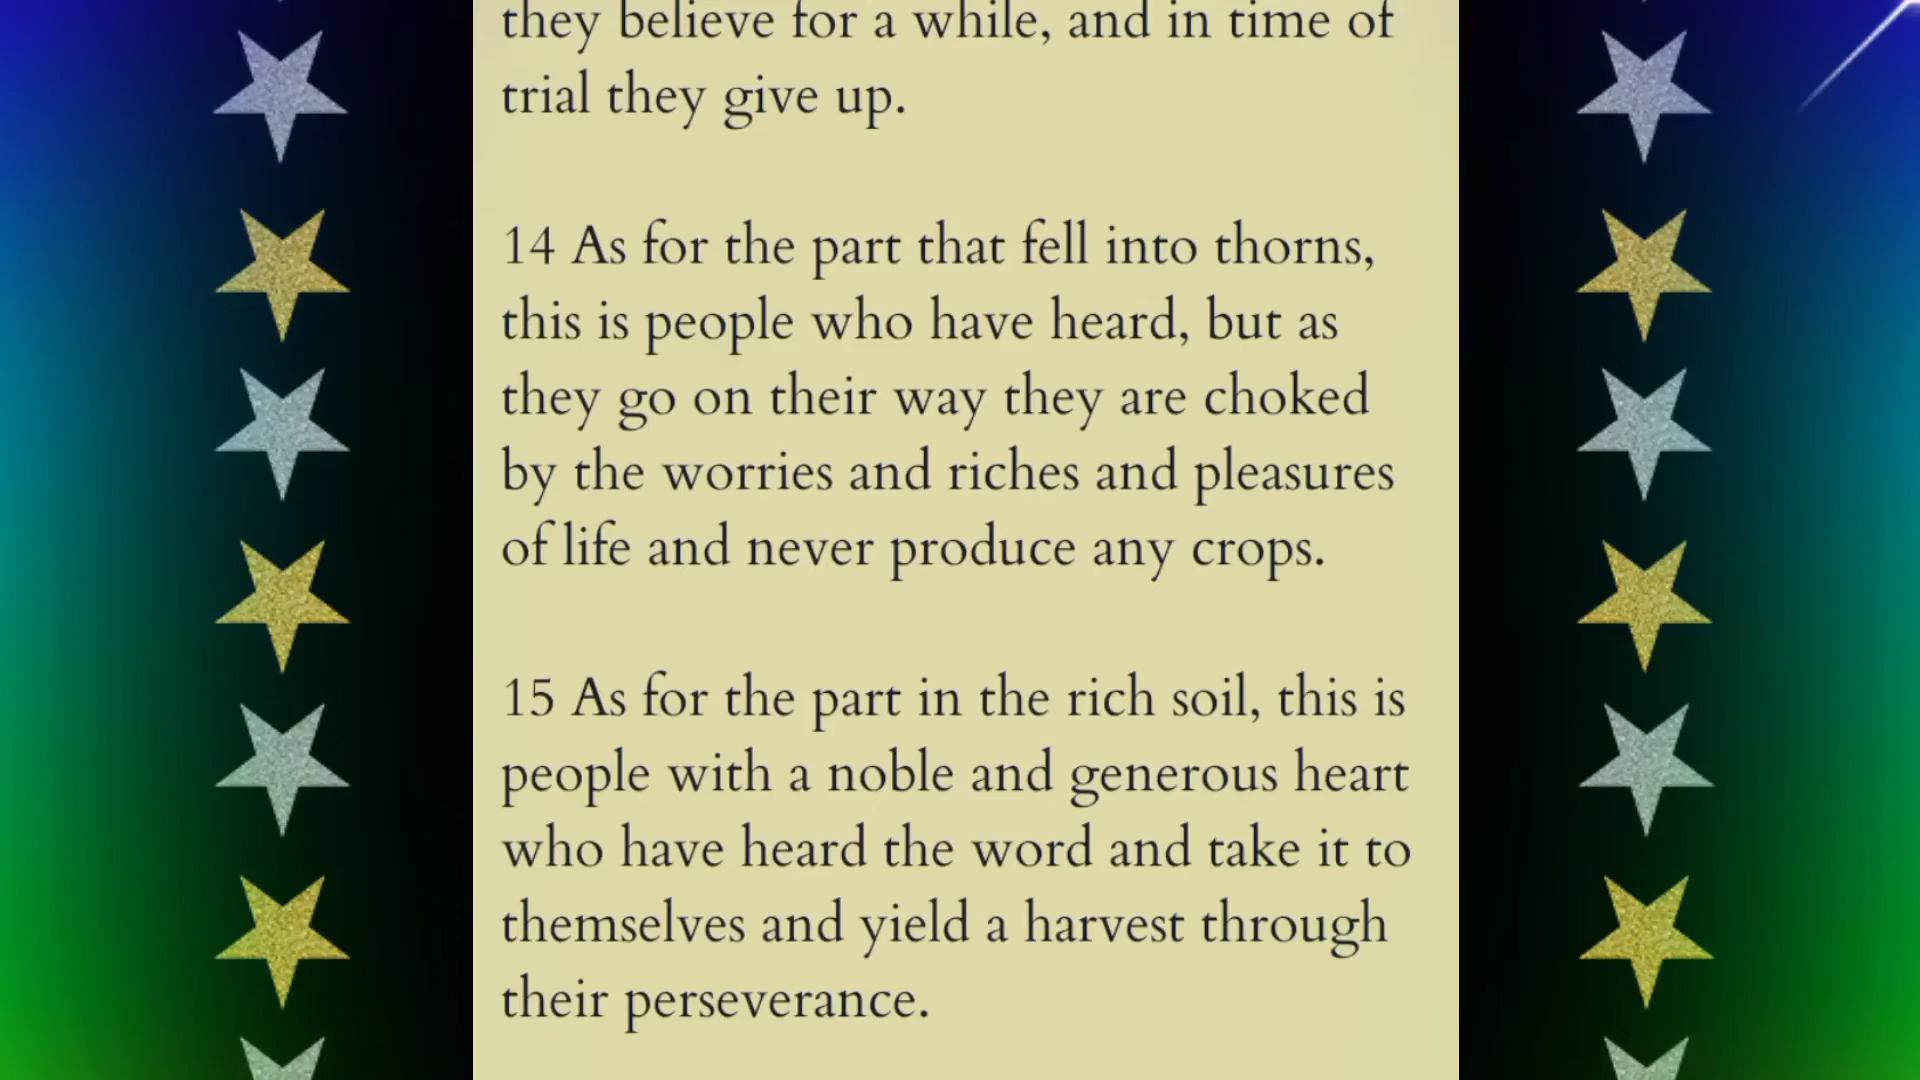 they believe for a while, and in time of
trial they give up.
14 As for the part that fell into thorns,
this is people who have heard, but as
they go on their way they are choked
by the worries and riches and pleasures
of life and never produce any crops.
15 As for the part in the rich soil, this is
people with a noble and generous heart
who have heard the word and take it to
themselves and yield a harvest through
their perseverance.